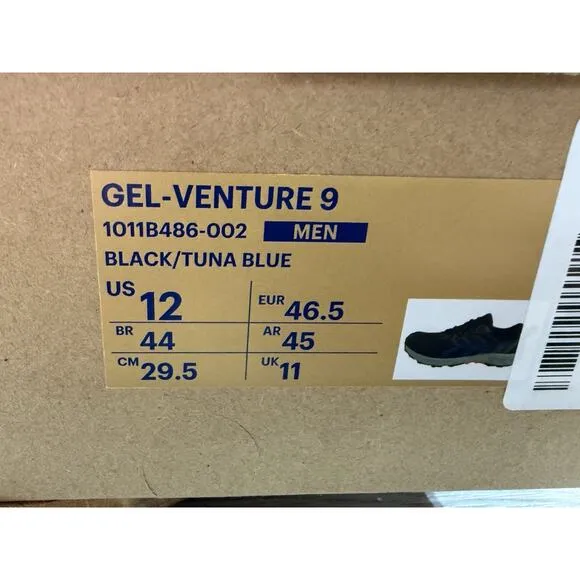 GEL-VENTURE 9
1011B486-002 MEN
BLACK/TUNA BLUE
US 12 EUR 46.5
BR 44 AR 45
CM 29.5 UK 11